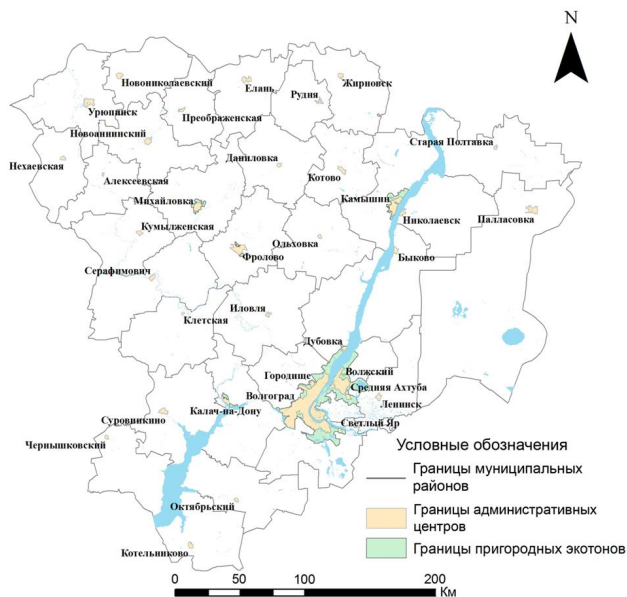 N
Новониколаевский
Елань
Жирновск
Рудня
Урюпинск
Преображенская
Новоаннинский
Старая Полтавка
Нехаевская
Даниловка
Котово
Алексеевская
Михайловка
Камышин
Николаевск
Палласовка
Кумылженская
Ольховка
Фролово
Быково
Серафимович
Иловля
Клетская
Дубовка
Городище
Волжский
Средняя Ахтуба
Волгоград
Ленинск
Калач-на-Дону
Суровикино
Светлый Яр
Чернышковский
Условные обозначения
Границы муниципальных
районов
Границы административных
центров
Границы пригородных экотонов
Октябрьский
Котельниково
0 50 100 200
Км